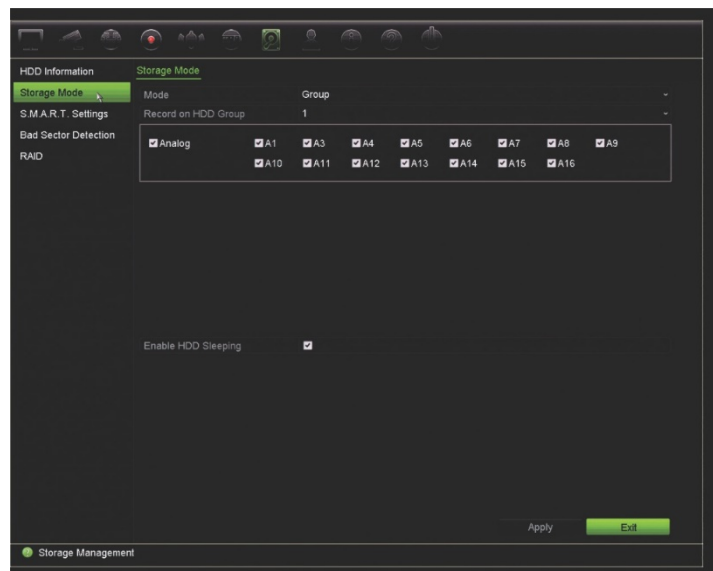 HDD Information
Storage Mode
S.M.A.R.T. Settings
Bad Sector Detection
RAID
Storage Mode
Mode Group
Record on HDD Group 1
Analog A1 A3 A4 A5 A6 A7 A8 A9
A10 A11 A12 A13 A14 A15 A16
Enable HDD Sleeping
Apply Exit
Storage Management